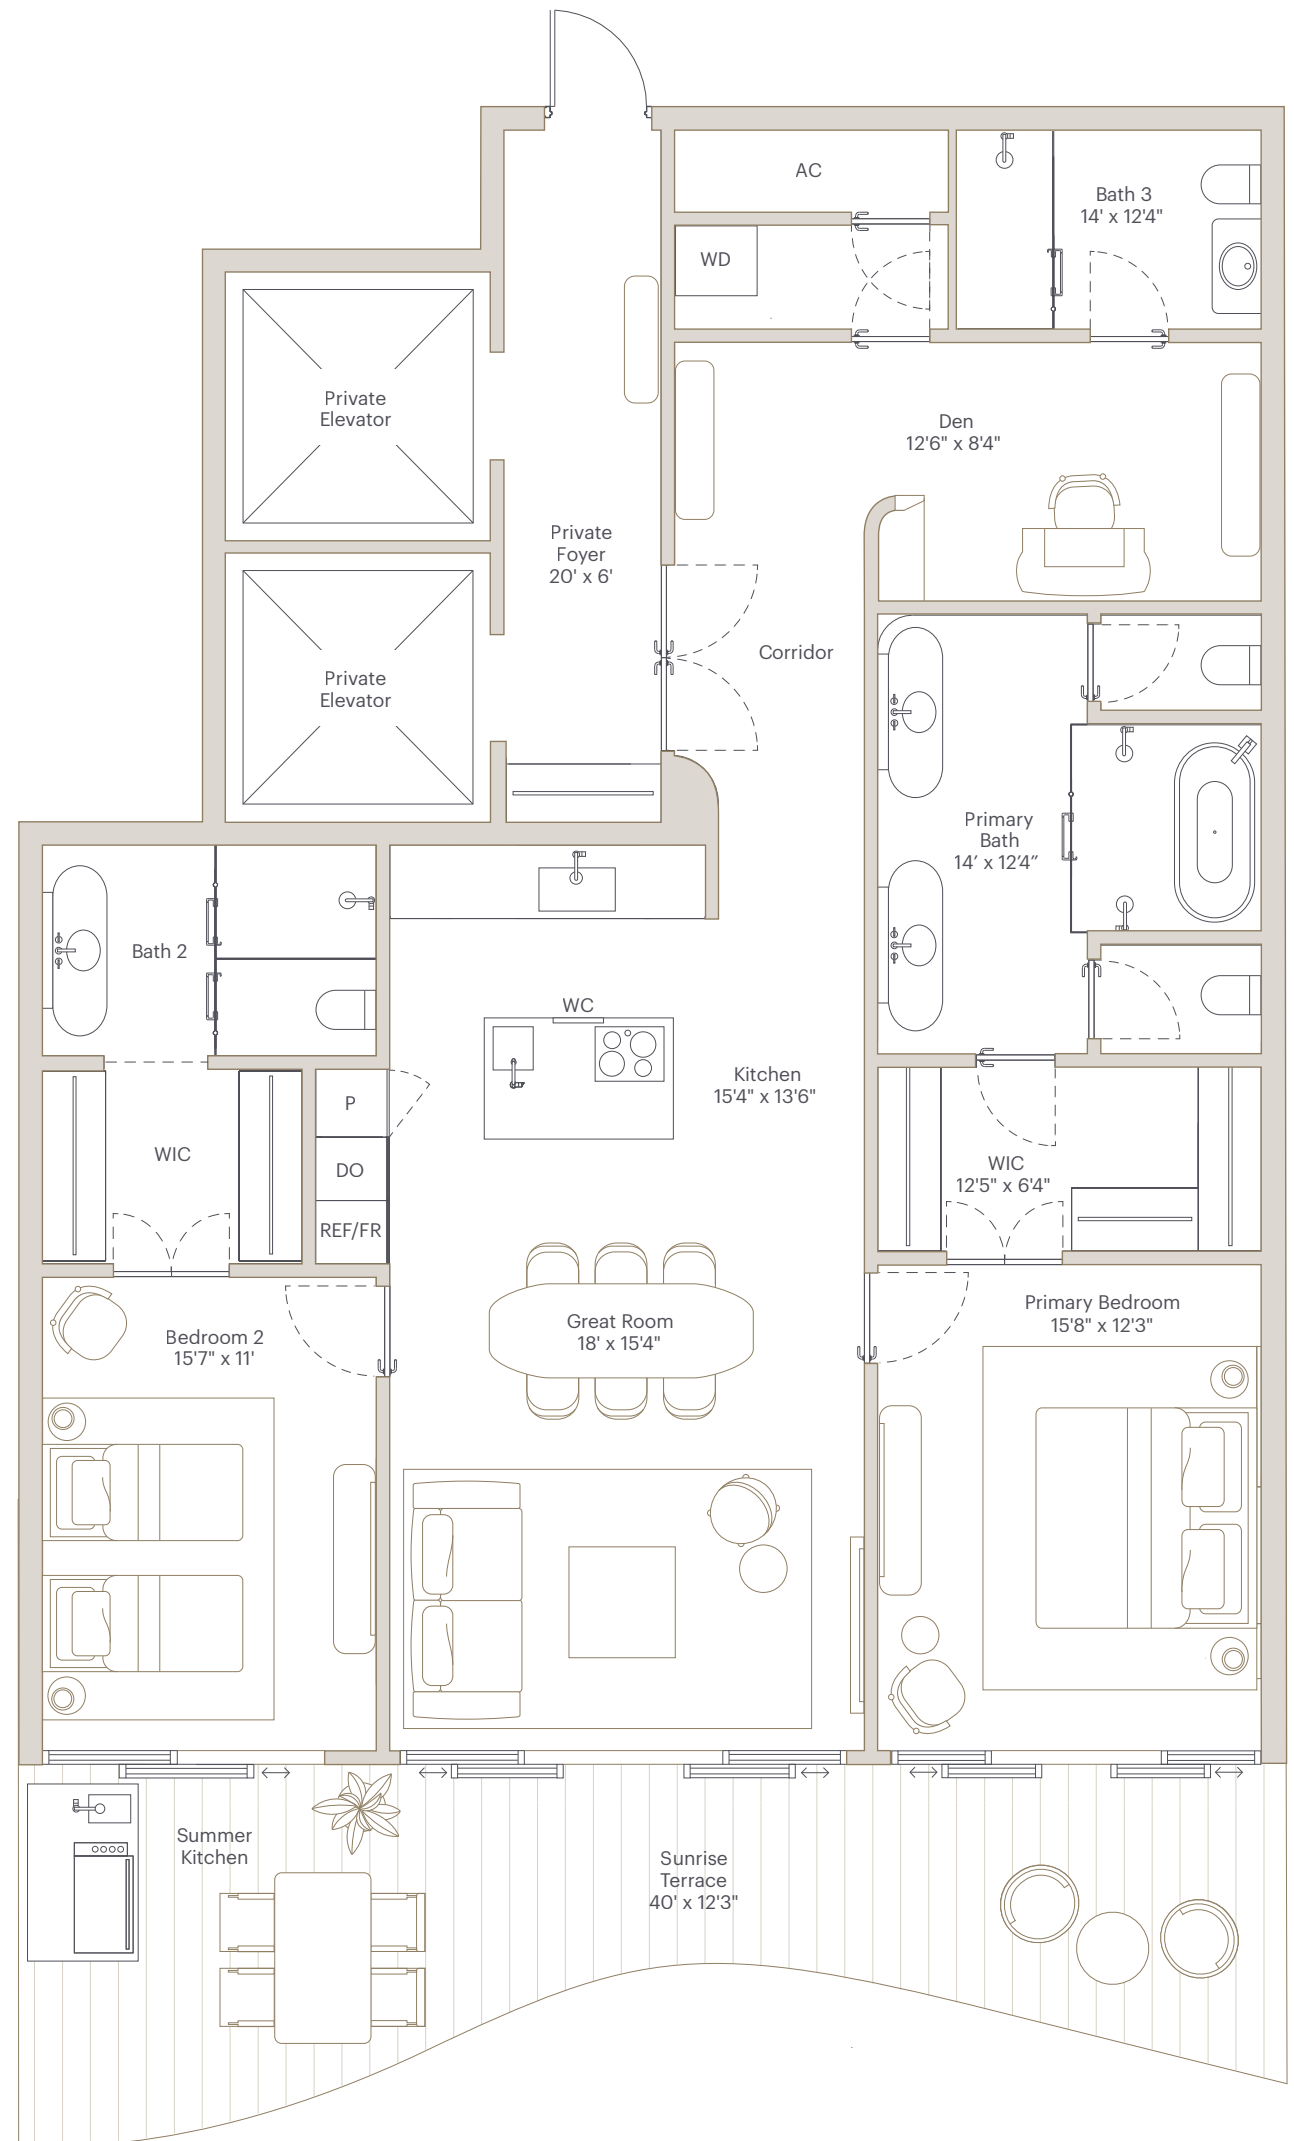 AC
Bath 3
14' x 12'4"
WD
Private
Elevator
Den
12'6" x 8'4"
Private
Foyer
20' x 6'
Corridor
Private
Elevator
Primary
Bath
14′ x 12′4″
Bath 2
WC
Kitchen
15'4" x 13'6"
P
WIC
DO
REF/FR
WIC
12'5" x 6'4"
Great Room
18' x 15'4"
Primary Bedroom
15'8" x 12'3"
Bedroom 2
15'7" x 11'
Summer
Kitchen
Sunrise
Terrace
40' x 12'3"